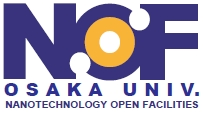 NOF
OSAKA UNIV.
NANOTECHNOLOGY OPEN FACILITIES